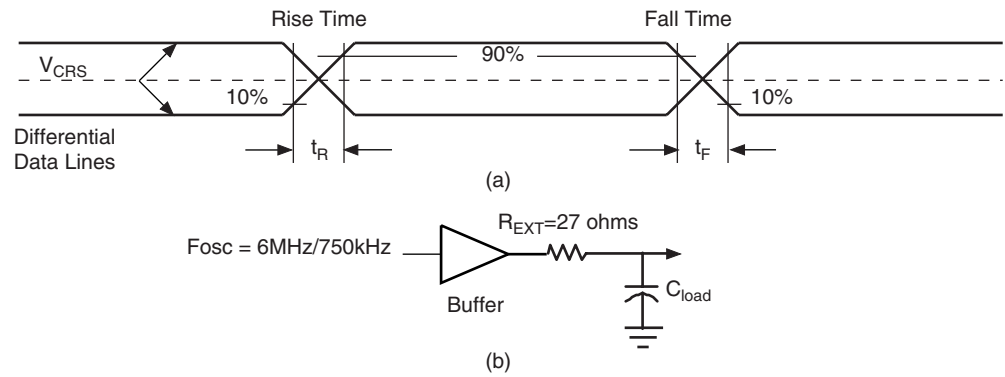 Rise Time
Fall Time
VCRS
90%
10%
10%
Differential
Data Lines
tR
tF
(a)
REXT=27 ohms
Fosc = 6MHz/750kHz
Buffer
Cload
(b)